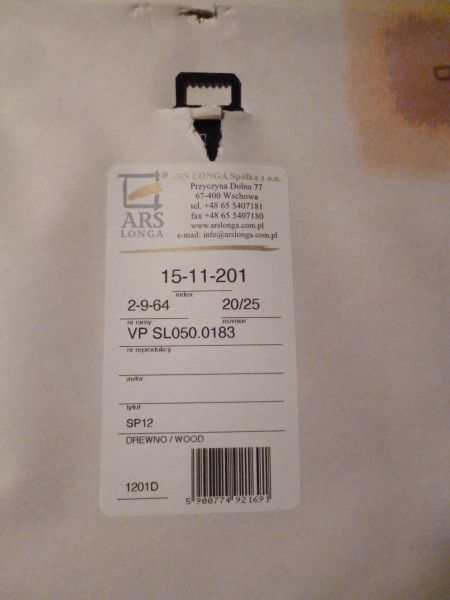 ARS LONGA Spółka z o.o.
Przyczyna Dolna 77
67-400 Wschowa
tel. +48 65 5407181
fax +48 65 5407180
www.arslonga.com.pl
e-mail: info@arslonga.com.pl
ARS
LONGA
®
15-11-201
index
2-9-64 20/25
nr ramy rozmiar
VP SL050.0183
nr reprodukcji
autor
tytuł
SP12
DREWNO / WOOD
1201D
5 900774 921691